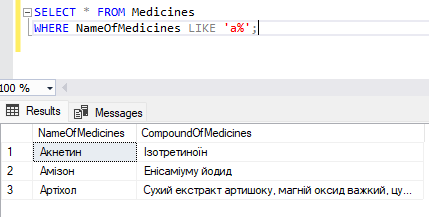 SELECT * FROM Medicines
WHERE NameOfMedicines LIKE 'a%';
100 %
Results Messages
NameOfMedicines CompoundOfMedicines
1 Акнетин Ізотретиноїн
2 Амізон Енісаміуму йодид
3 Артіхол Сухий екстракт артишоку, магній оксид важкий, цу...